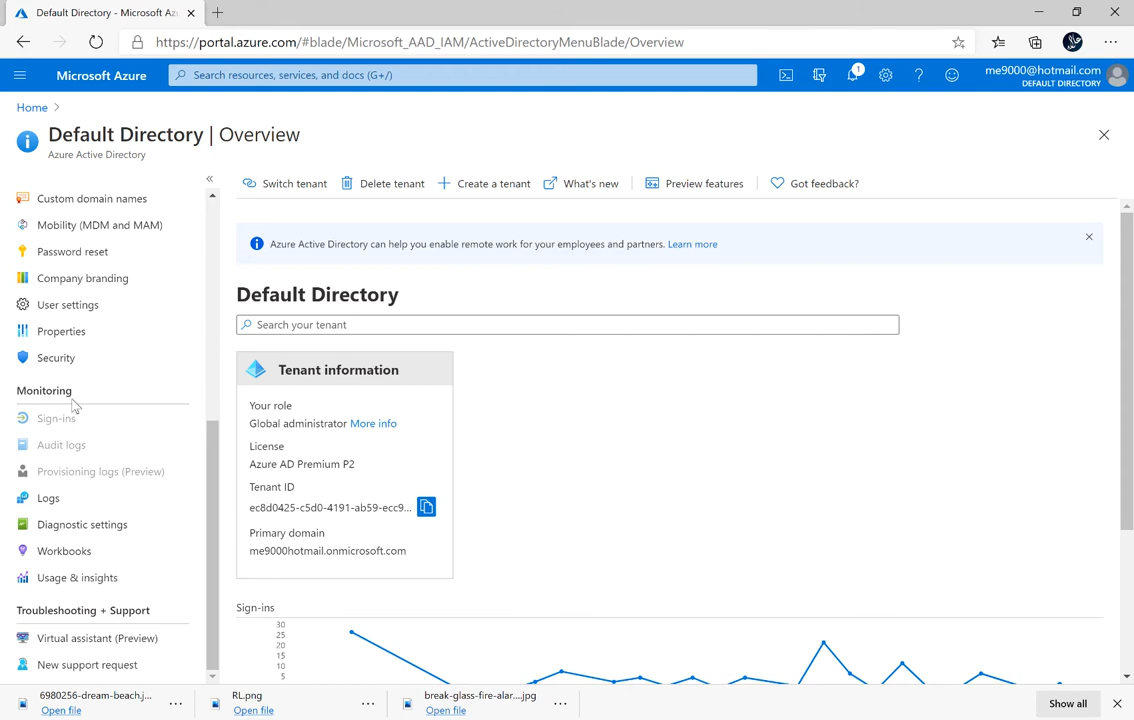 Default Directory - Microsoft Azu
https://portal.azure.com/#blade/Microsoft_AAD_IAM/ActiveDirectoryMenuBlade/Overview
Microsoft Azure
Search resources, services, and docs (G+/)
1
me9000@hotmail.com
DEFAULT DIRECTORY
Home
Default Directory | Overview
Azure Active Directory
Custom domain names
Mobility (MDM and MAM)
Password reset
Company branding
User settings
Properties
Security
Monitoring
Sign-ins
Audit logs
Provisioning logs (Preview)
Logs
Diagnostic settings
Workbooks
Usage & insights
Troubleshooting + Support
Virtual assistant (Preview)
New support request
Switch tenant
Delete tenant
Create a tenant
What's new
Preview features
Got feedback?
Azure Active Directory can help you enable remote work for your employees and partners. Learn more
Default Directory
Search your tenant
Tenant information
Your role
Global administrator More info
License
Azure AD Premium P2
Tenant ID
ec8d0425-c5d0-4191-ab59-ecc9...
Primary domain
me9000hotmail.onmicrosoft.com
Sign-ins
30
25
20
15
10
5
6980256-dream-beach.j...
Open file
RL.png
Open file
break-glass-fire-alar....jpg
Open file
Show all